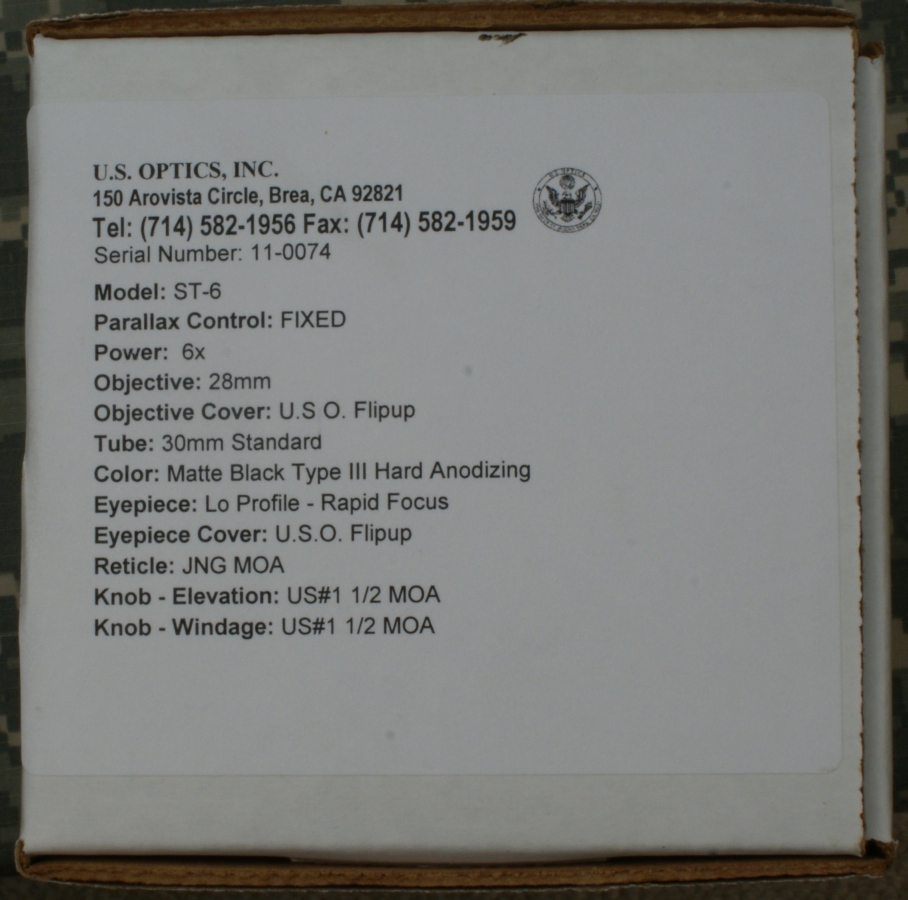 U.S. OPTICS, INC.
150 Arovista Circle, Brea, CA 92821
Tel: (714) 582-1956 Fax: (714) 582-1959
Serial Number: 11-0074
Model: ST-6
Parallax Control: FIXED
Power: 6x
Objective: 28mm
Objective Cover: U.S O. Flipup
Tube: 30mm Standard
Color: Matte Black Type III Hard Anodizing
Eyepiece: Lo Profile - Rapid Focus
Eyepiece Cover: U.S.O. Flipup
Reticle: JNG MOA
Knob - Elevation: US#1 1/2 MOA
Knob - Windage: US#1 1/2 MOA